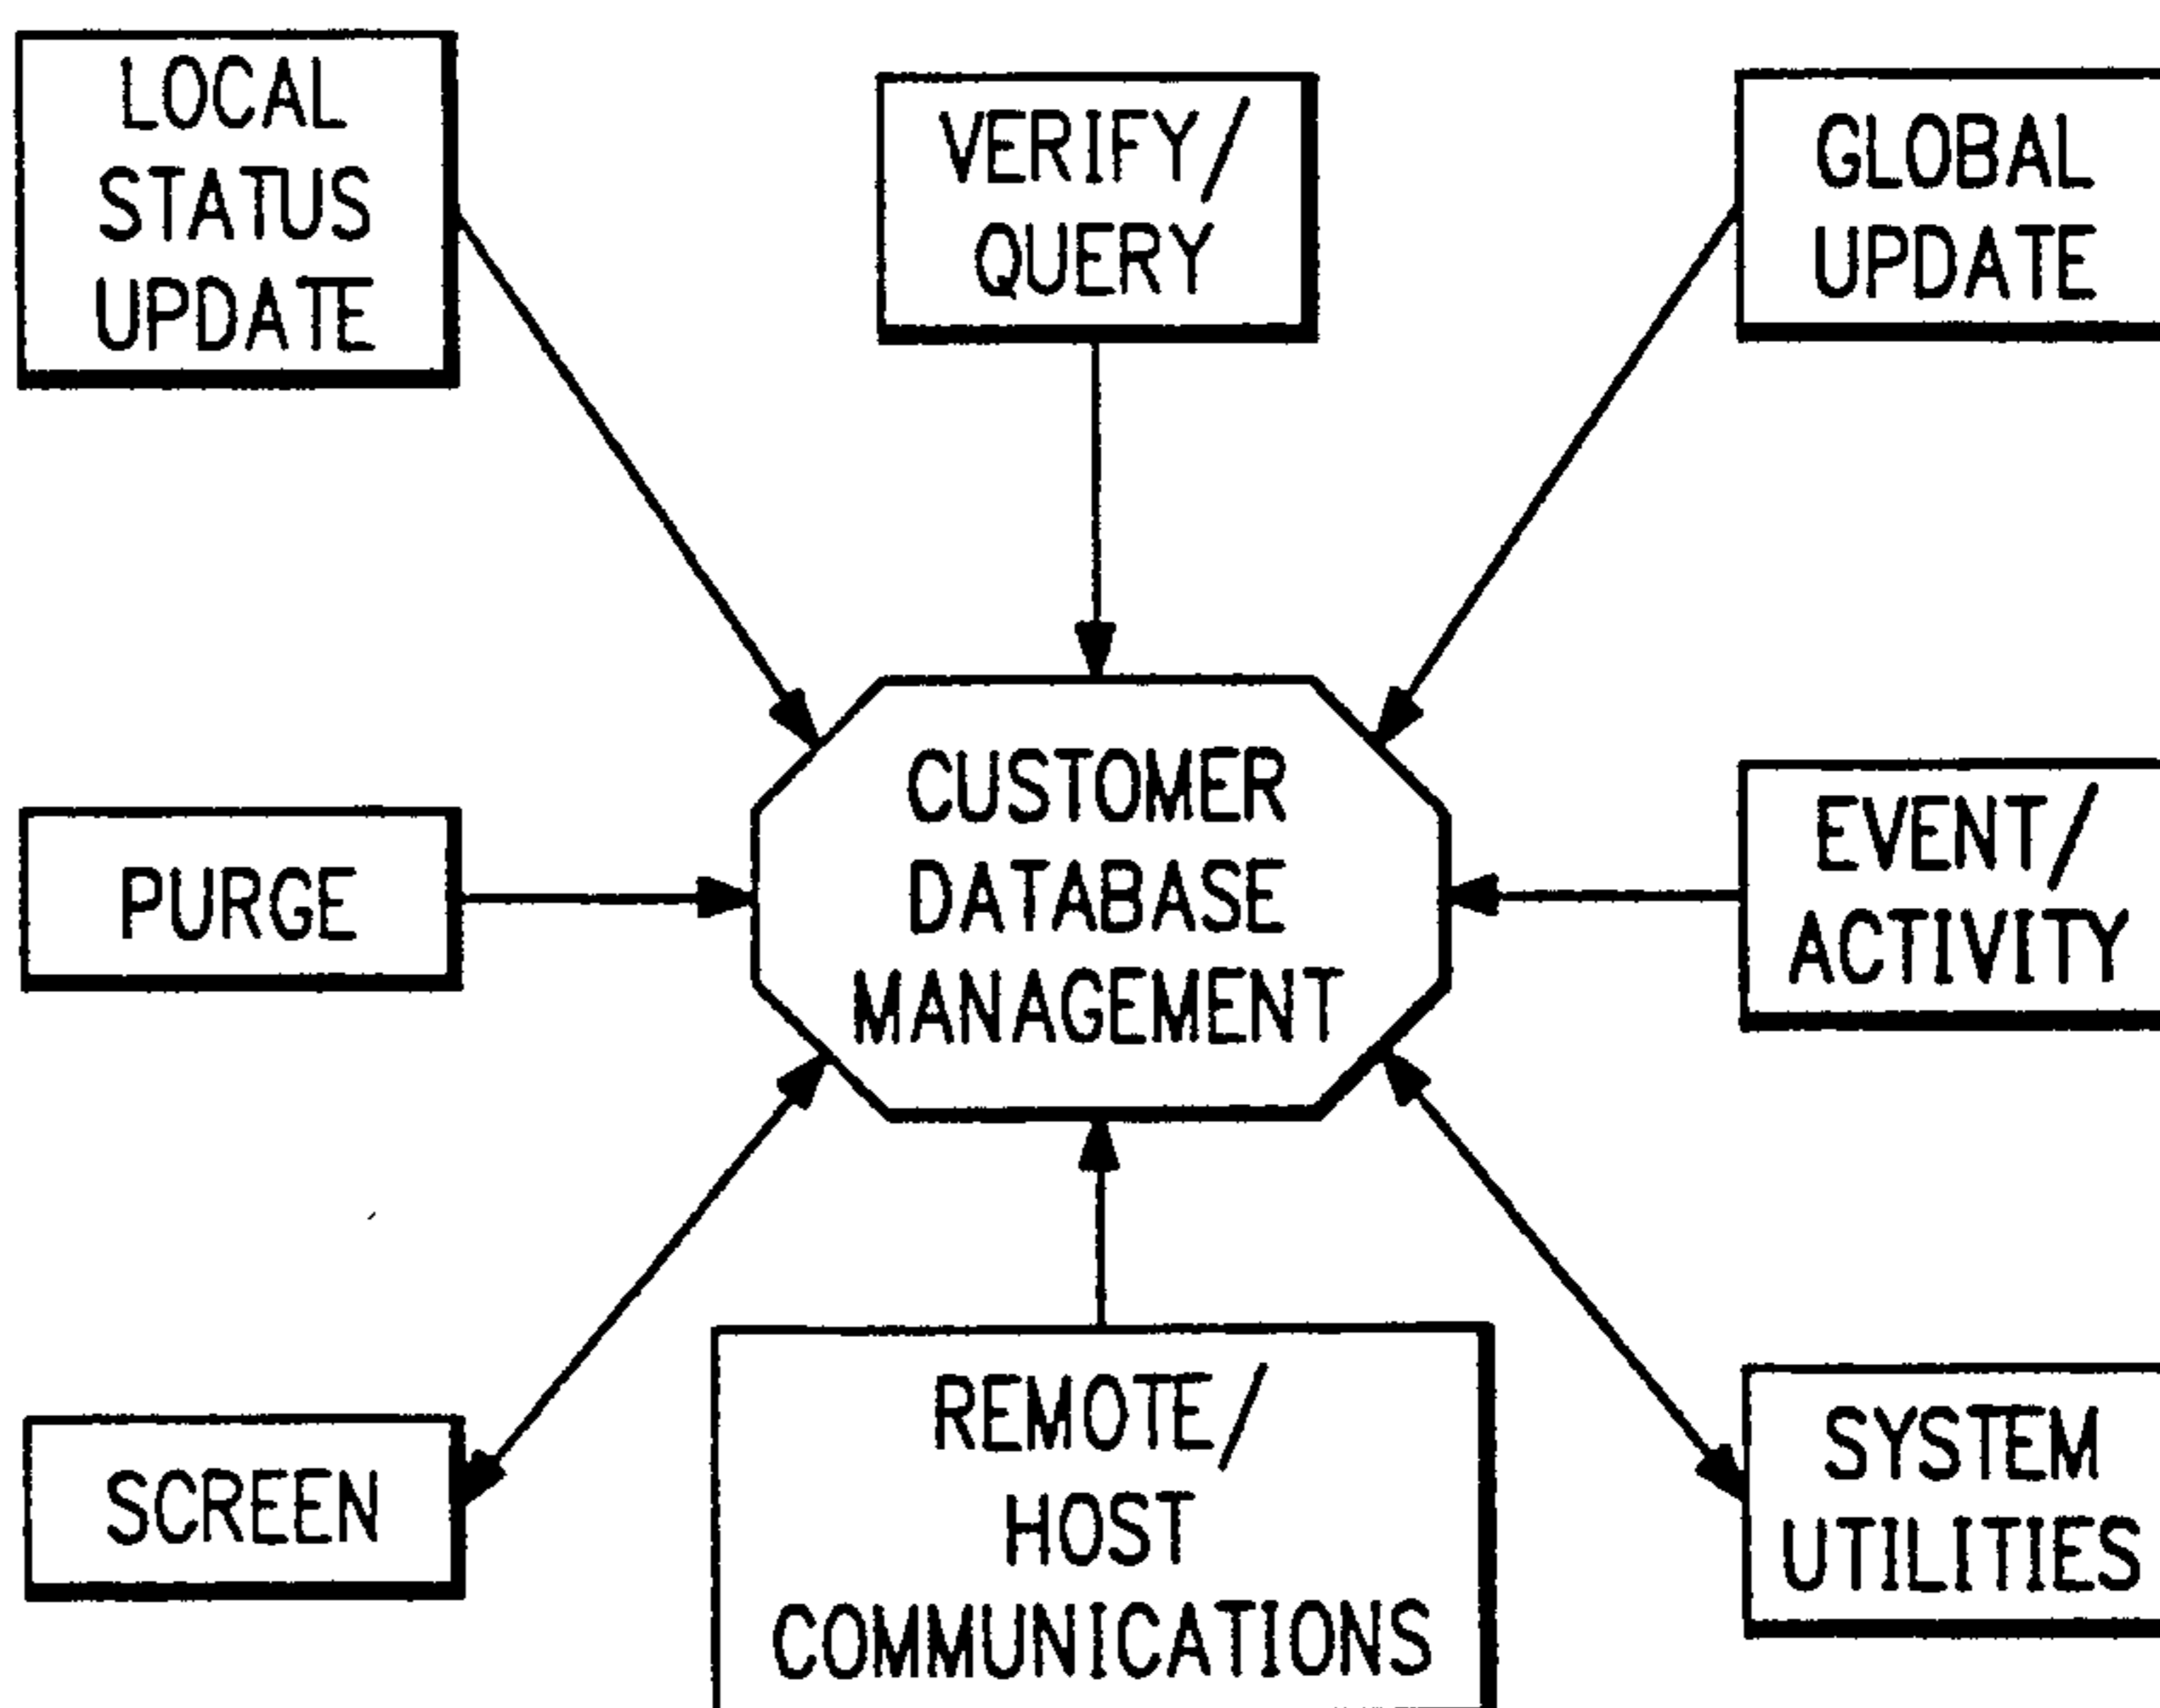 LOCAL
STATUS
UPDATE
VERIFY/
QUERY
GLOBAL
UPDATE
PURGE
CUSTOMER
DATABASE
MANAGEMENT
EVENT/
ACTIVITY
SCREEN
REMOTE/
HOST
COMMUNICATIONS
SYSTEM
UTILITIES